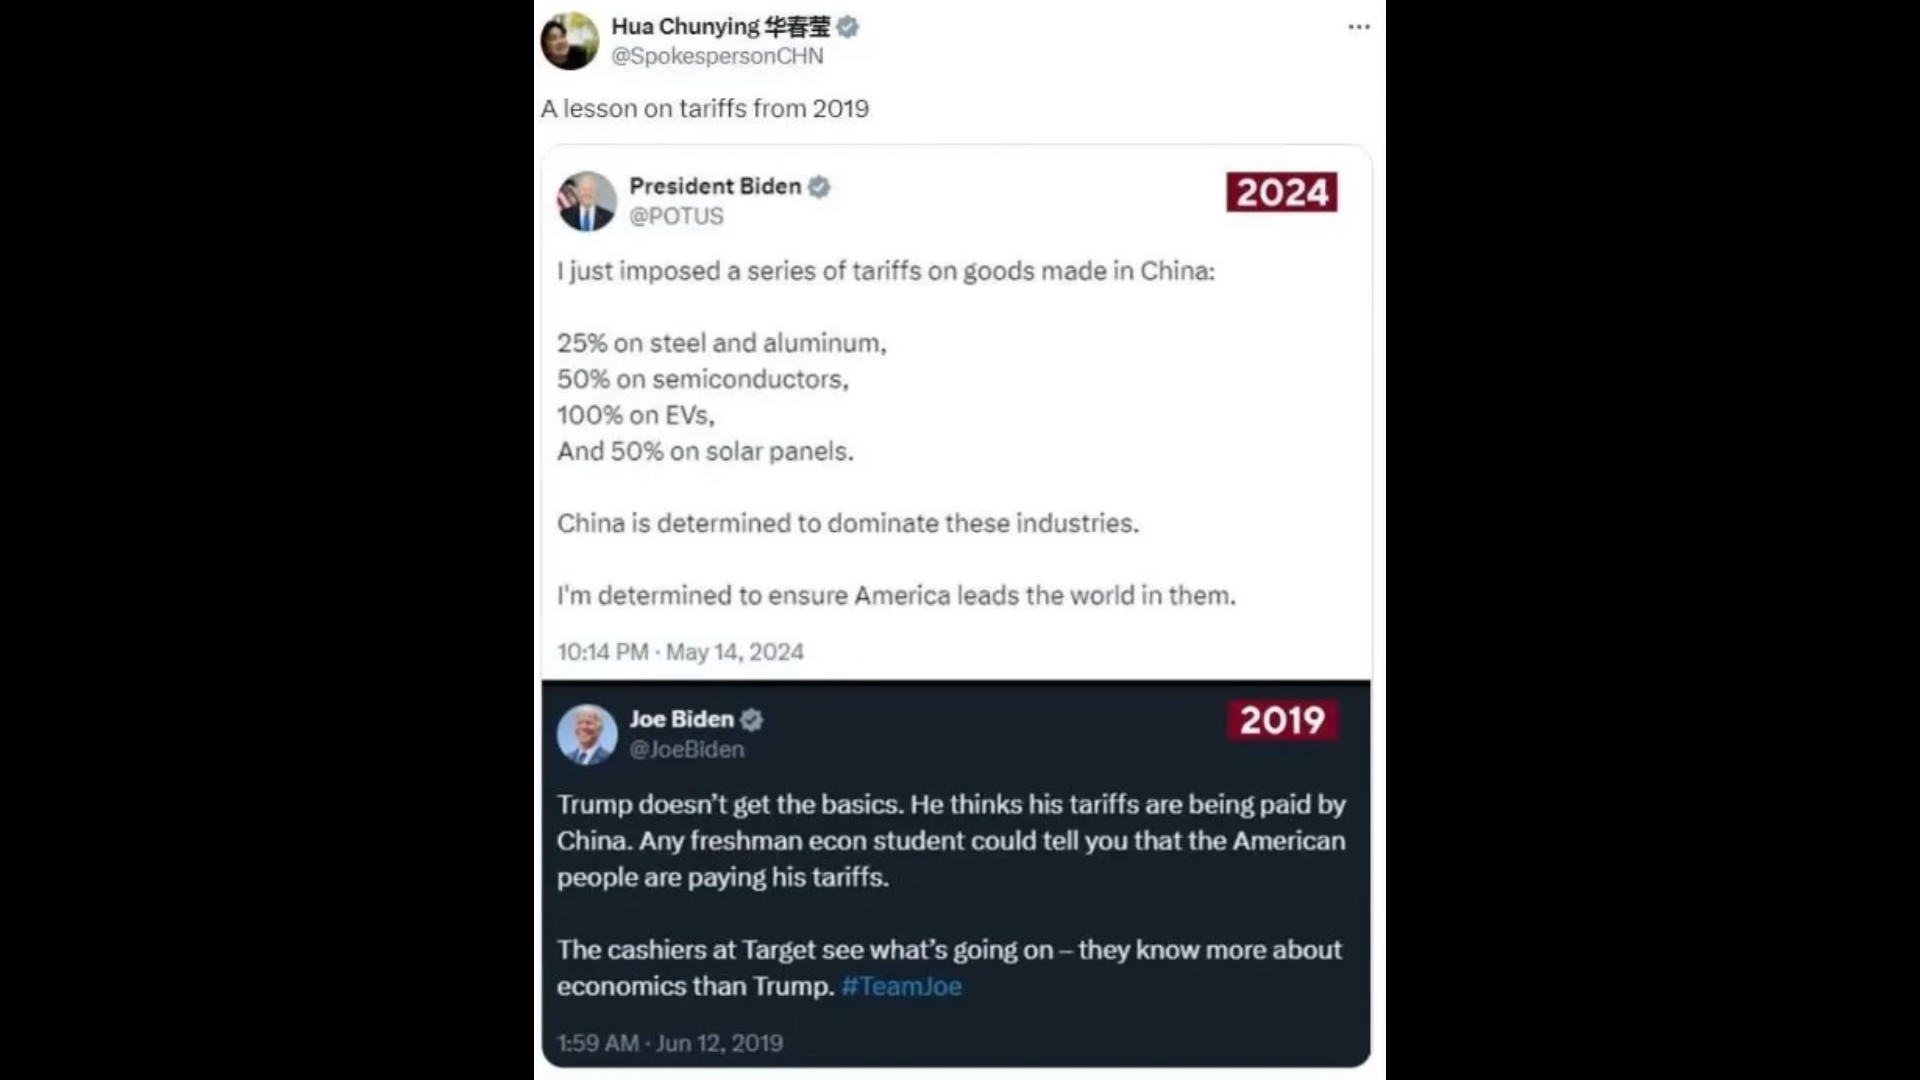 Hua Chunying 华春莹
@SpokespersonCHN
A lesson on tariffs from 2019
President Biden
@POTUS
2024
I just imposed a series of tariffs on goods made in China:
25% on steel and aluminum,
50% on semiconductors,
100% on EVs,
And 50% on solar panels.
China is determined to dominate these industries.
I'm determined to ensure America leads the world in them.
10:14 PM · May 14, 2024
Joe Biden
@JoeBiden
2019
Trump doesn’t get the basics. He thinks his tariffs are being paid by
China. Any freshman econ student could tell you that the American
people are paying his tariffs.
The cashiers at Target see what’s going on – they know more about
economics than Trump. #TeamJoe
1:59 AM · Jun 12, 2019